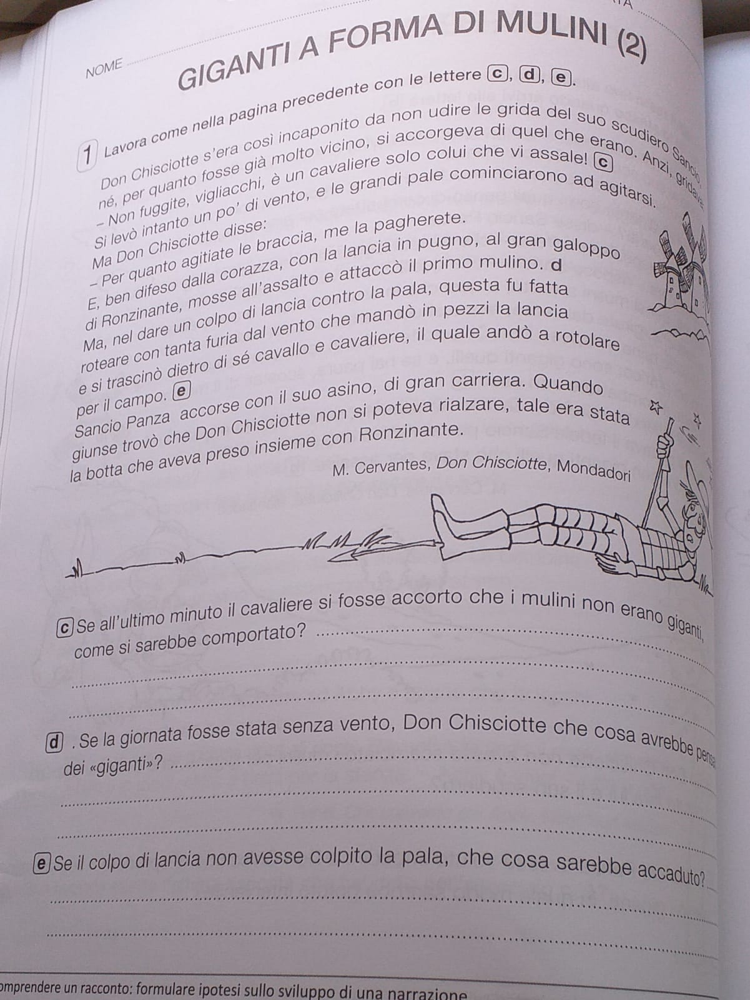 NOME
GIGANTI A FORMA DI MULINI (2)
1 Lavora come nella pagina precedente con le lettere c, d, e.
Don Chisciotte s'era così incaponito da non udire le grida del suo scudiero Sancio,
né, per quanto fosse già molto vicino, si accorgeva di quel che erano. Anzi, gridava
– Non fuggite, vigliacchi, è un cavaliere solo colui che vi assale! c
Si levò intanto un po' di vento, e le grandi pale cominciarono ad agitarsi.
Ma Don Chisciotte disse:
– Per quanto agitiate le braccia, me la pagherete.
E, ben difeso dalla corazza, con la lancia in pugno, al gran galoppo
di Ronzinante, mosse all'assalto e attaccò il primo mulino. d
Ma, nel dare un colpo di lancia contro la pala, questa fu fatta
roteare con tanta furia dal vento che mandò in pezzi la lancia
e si trascinò dietro di sé cavallo e cavaliere, il quale andò a rotolare
per il campo. e
Sancio Panza accorse con il suo asino, di gran carriera. Quando
giunse trovò che Don Chisciotte non si poteva rialzare, tale era stata
la botta che aveva preso insieme con Ronzinante.
M. Cervantes, Don Chisciotte, Mondadori
c Se all'ultimo minuto il cavaliere si fosse accorto che i mulini non erano giganti,
come si sarebbe comportato?
d . Se la giornata fosse stata senza vento, Don Chisciotte che cosa avrebbe
dei «giganti»?
e Se il colpo di lancia non avesse colpito la pala, che cosa sarebbe accaduto?
omprendere un racconto: formulare ipotesi sullo sviluppo di una narrazione